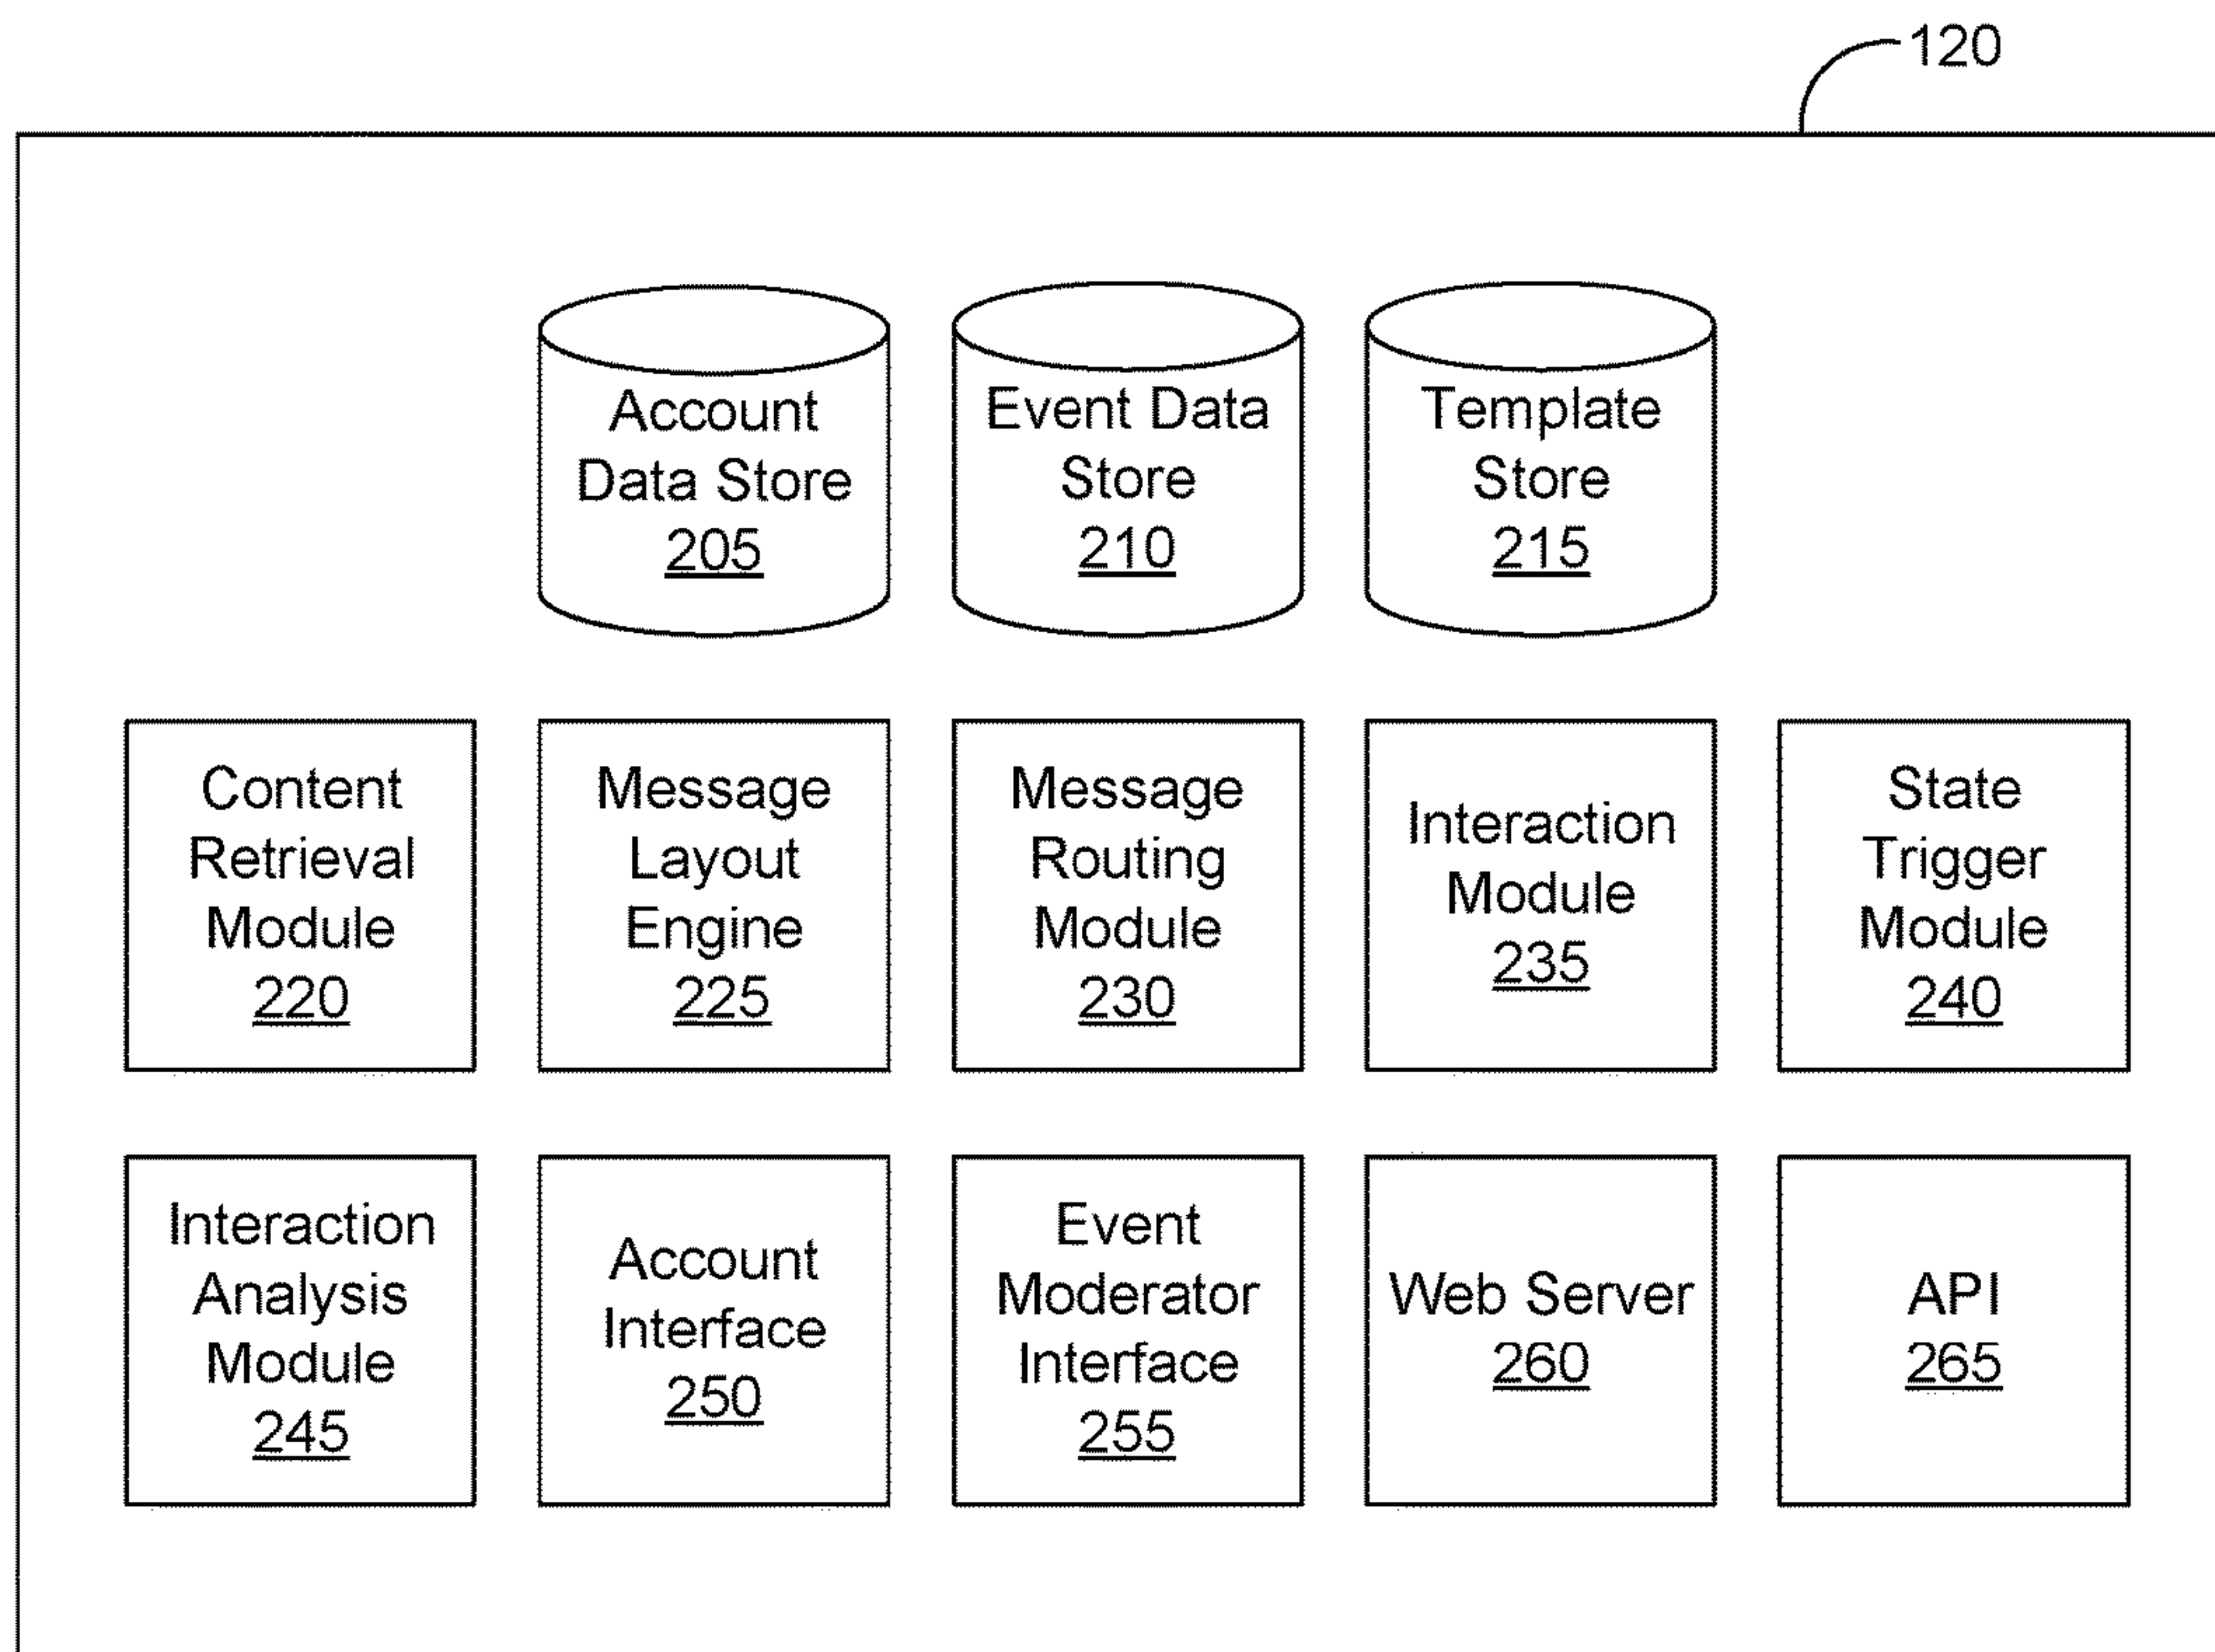 120
Account
Data Store
205
Event Data
Store
210
Template
Store
215
Content
Retrieval
Module
220
Message
Layout
Engine
225
Message
Routing
Module
230
Interaction
Module
235
State
Trigger
Module
240
Interaction
Analysis
Module
245
Account
Interface
250
Event
Moderator
Interface
255
Web Server
260
API
265